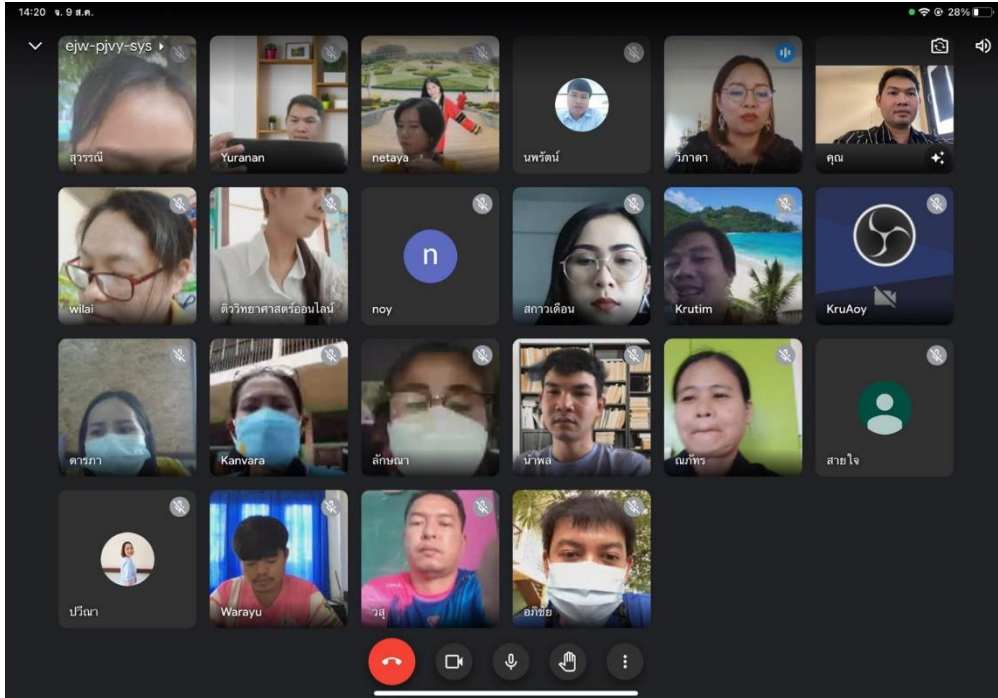 14:20 จ. 9 ส.ค.
28%
ejw-pjvy-sys
สุวรรณี
Yuranan
netaya
นพรัตน์
วิภาดา
คุณ
wilai
ติววิทยาศาสตร์ออนไลน์
n
noy
สกาวเดือน
Krutim
KruAoy
ดารภา
Kanvara
ลักษณา
นำพล
ณภัทร
สายใจ
ปวีณา
Warayu
วสุ
อภิชัย